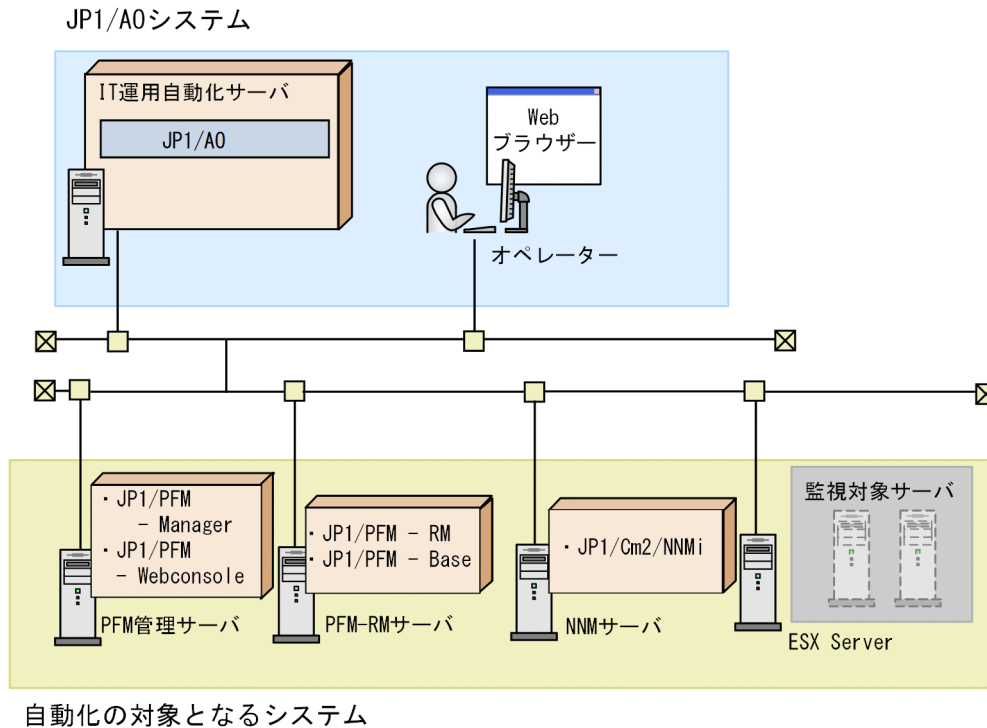 JP1/AOシステム
IT運用自動化サーバ
JP1/AO
Web
ブラウザー
オペレーター
・JP1/PFM
－ Manager
・JP1/PFM
－ Webconsole
PFM管理サーバ
・JP1/PFM － RM
・JP1/PFM － Base
PFM-RMサーバ
・JP1/Cm2/NNMi
NNMサーバ
監視対象サーバ
ESX Server
自動化の対象となるシステム